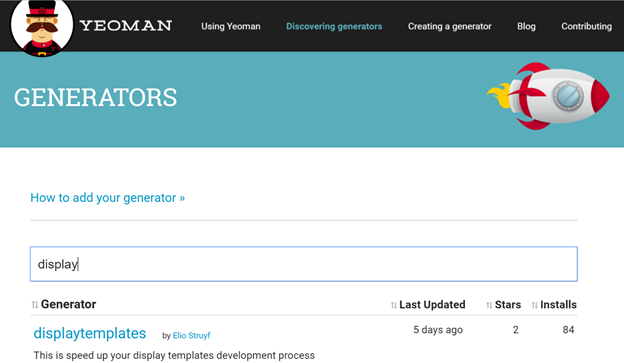 YEOMAN Using Yeoman Discovering generators Creating a generator Blog Contributing
GENERATORS
How to add your generator »
display
Generator Last Updated Stars Installs
displaytemplates by Elio Struyf 5 days ago 2 84
This is speed up your display templates development process